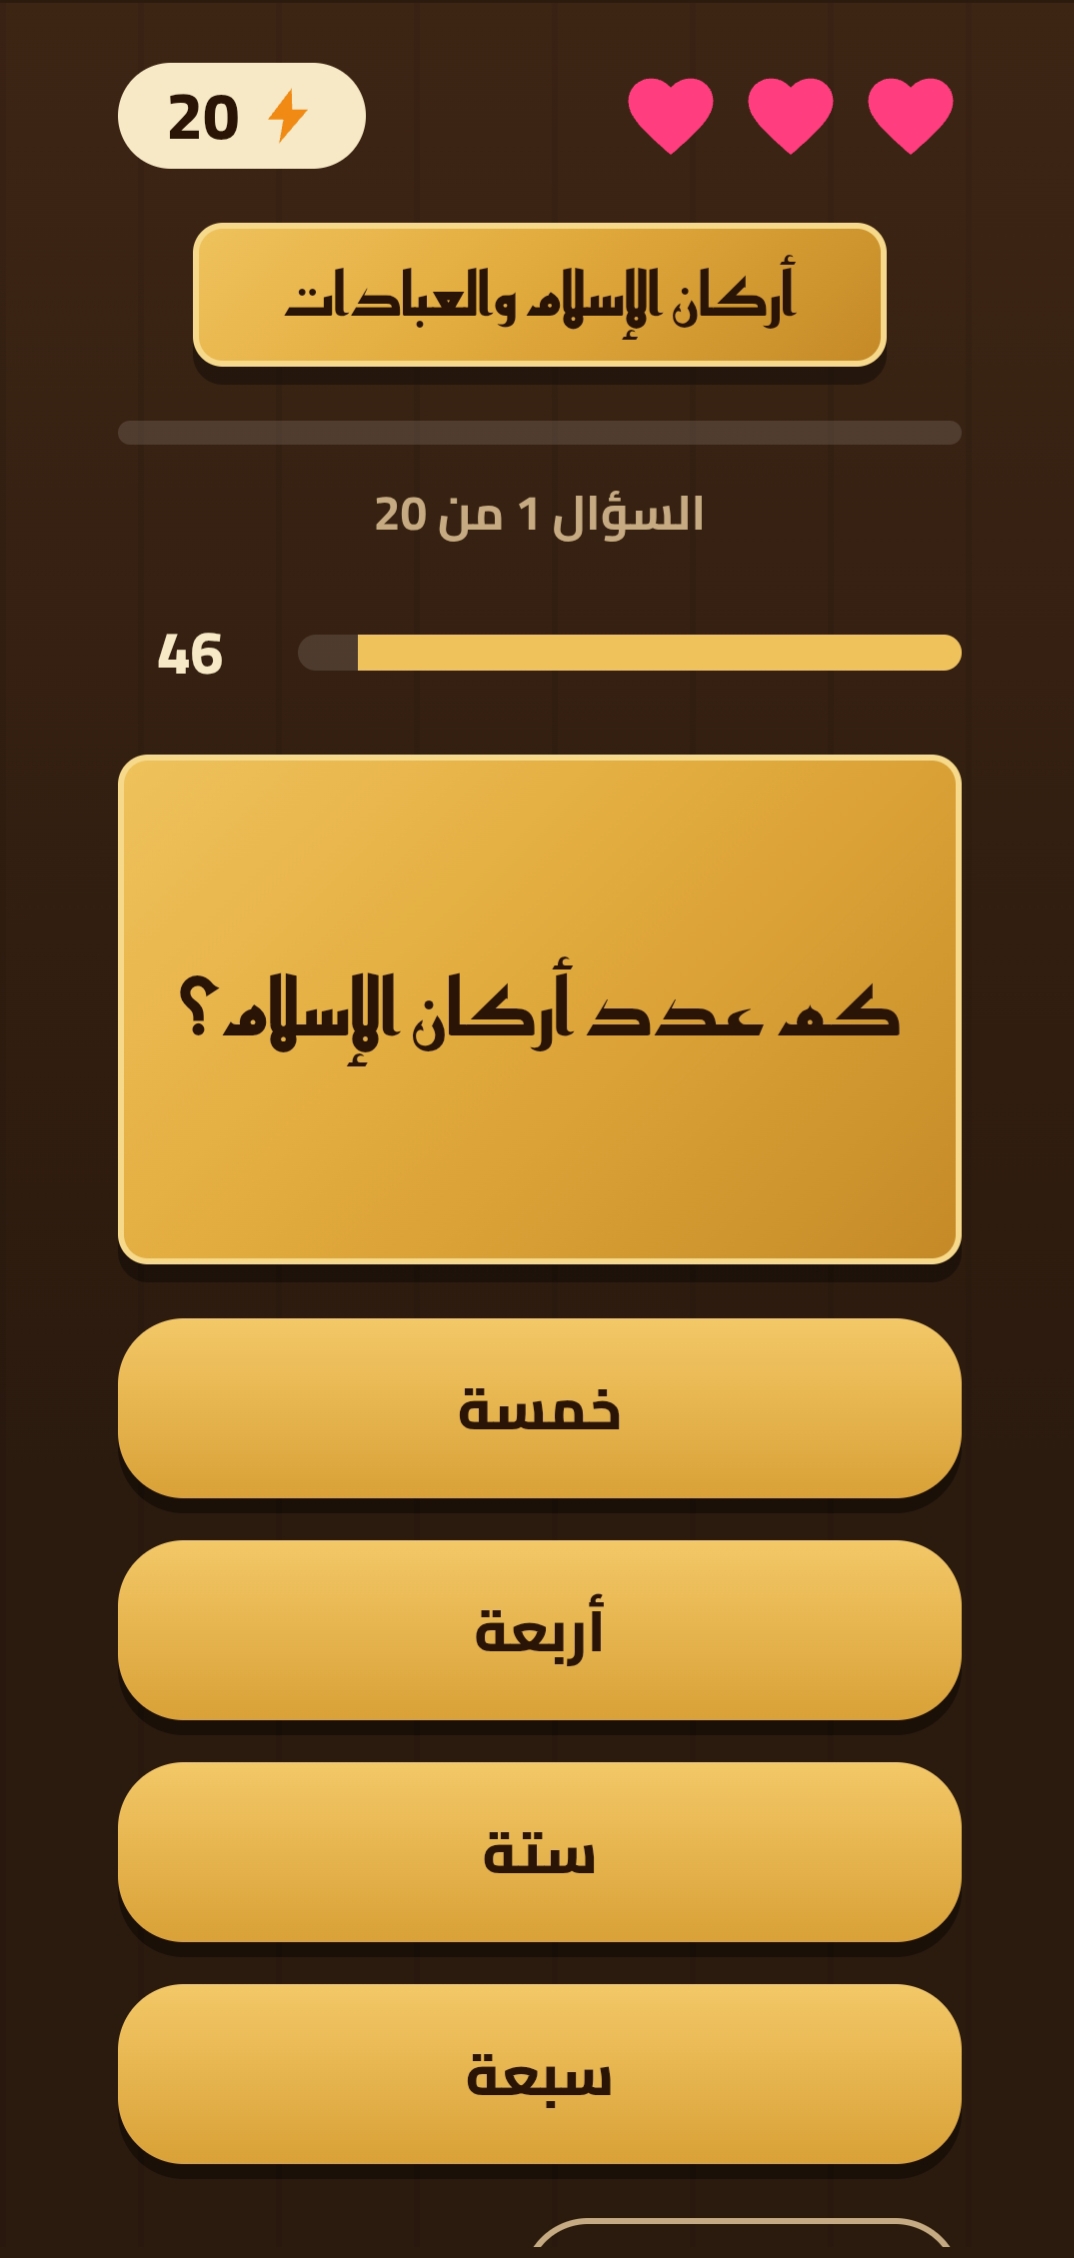 20
أركان الإسلام والعبادات
السؤال 1 من 20
46
كم عدد أركان الإسلام؟
خمسة
أربعة
ستة
سبعة